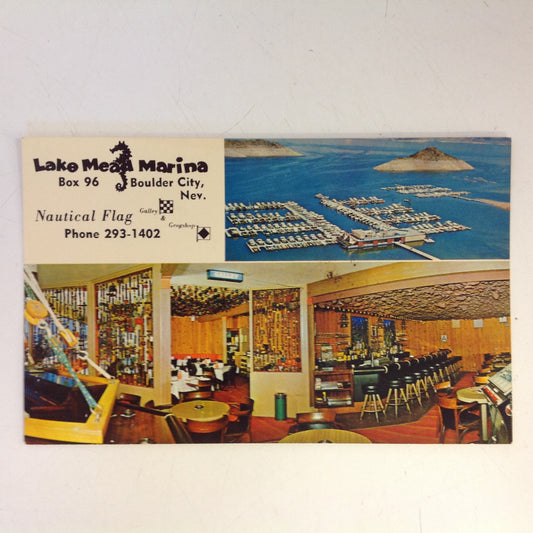 Lake Mead Marina
Box 96 Boulder City,
Nev.
Nautical Flag Galley
&
Grogshop
Phone 293-1402